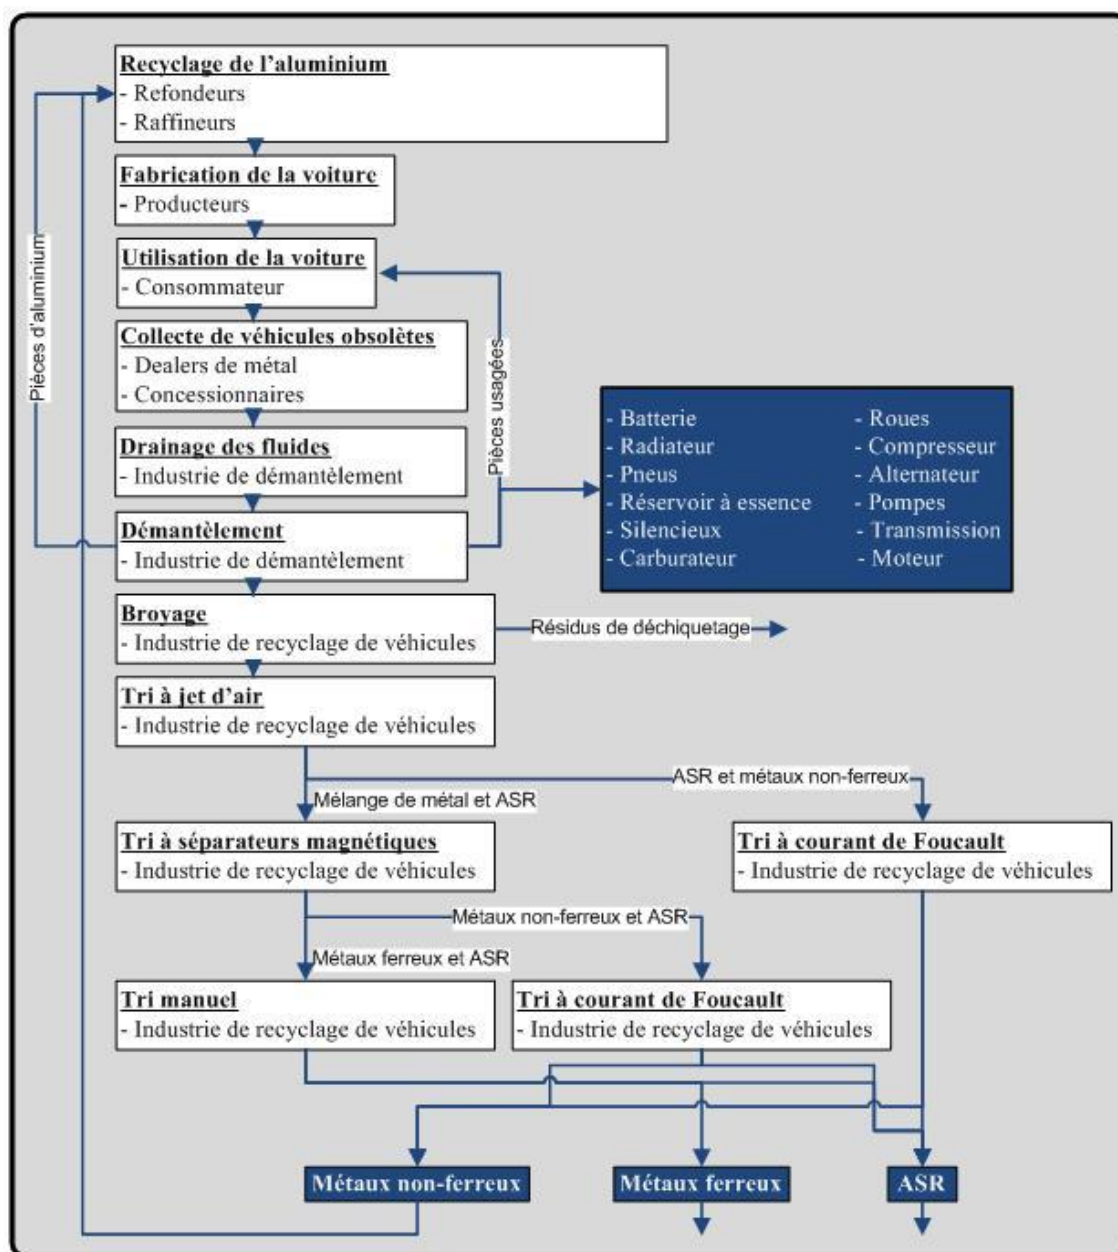 Recyclage de l'aluminium
- Refondeurs
- Raffineurs
Fabrication de la voiture
- Producteurs
Utilisation de la voiture
- Consommateur
Collecte de véhicules obsolètes
- Dealers de métal
- Concessionnaires
Drainage des fluides
- Industrie de démantèlement
Démantèlement
- Industrie de démantèlement
Pièces d'aluminium
Pièces usagées
- Batterie
- Radiateur
- Pneus
- Réservoir à essence
- Silencieux
- Carburateur
- Roues
- Compresseur
- Alternateur
- Pompes
- Transmission
- Moteur
Broyage
- Industrie de recyclage de véhicules
Résidus de déchiquetage
Tri à jet d'air
- Industrie de recyclage de véhicules
ASR et métaux non-ferreux
Mélange de métal et ASR
Tri à séparateurs magnétiques
- Industrie de recyclage de véhicules
Tri à courant de Foucault
- Industrie de recyclage de véhicules
Métaux non-ferreux et ASR
Métaux ferreux et ASR
Tri manuel
- Industrie de recyclage de véhicules
Tri à courant de Foucault
- Industrie de recyclage de véhicules
Métaux non-ferreux
Métaux ferreux
ASR